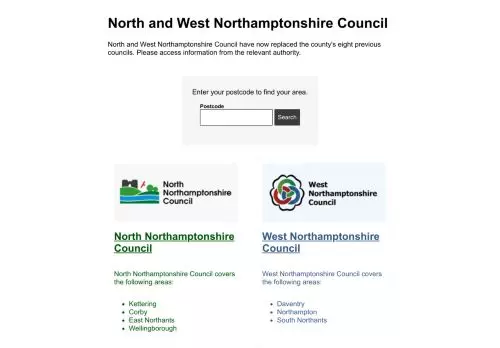 North and West Northamptonshire Council
North and West Northamptonshire Council have now replaced the county's eight previous
councils. Please access information from the relevant authority.
Enter your postcode to find your area.
Postcode
Search
North
Northamptonshire
Council
West
Northamptonshire
Council
North Northamptonshire
Council
West Northamptonshire
Council
North Northamptonshire Council covers
the following areas:
West Northamptonshire Council covers
the following areas:
Kettering
Corby
East Northants
Wellingborough
Daventry
Northampton
South Northants